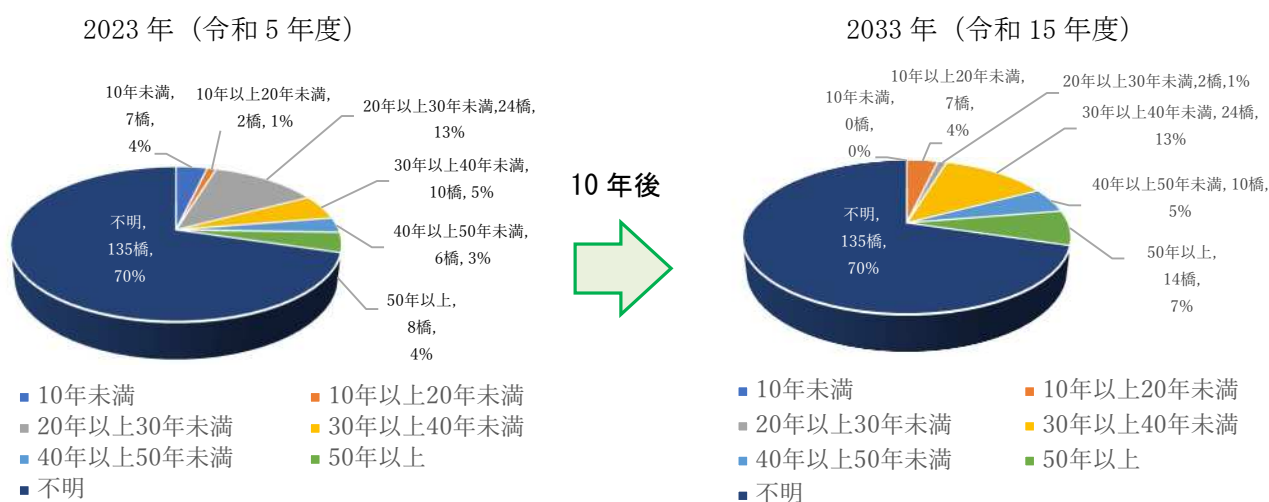 2023 年（令和 5 年度）
10年未満,
7橋,
4%
10年以上20年未満,
2橋, 1%
20年以上30年未満,24橋,
13%
30年以上40年未満,
10橋, 5%
40年以上50年未満,
6橋, 3%
50年以上,
8橋,
4%
不明,
135橋,
70%
■ 10年未満
■ 10年以上20年未満
■ 20年以上30年未満
■ 30年以上40年未満
■ 40年以上50年未満
■ 50年以上
■ 不明
10 年後
2033 年（令和 15 年度）
10年未満,
0橋,
0%
10年以上20年未満,
7橋,
4%
20年以上30年未満,2橋,1%
30年以上40年未満, 24橋,
13%
40年以上50年未満, 10橋,
5%
50年以上,
14橋,
7%
不明,
135橋,
70%
■ 10年未満
■ 10年以上20年未満
■ 20年以上30年未満
■ 30年以上40年未満
■ 40年以上50年未満
■ 50年以上
■ 不明